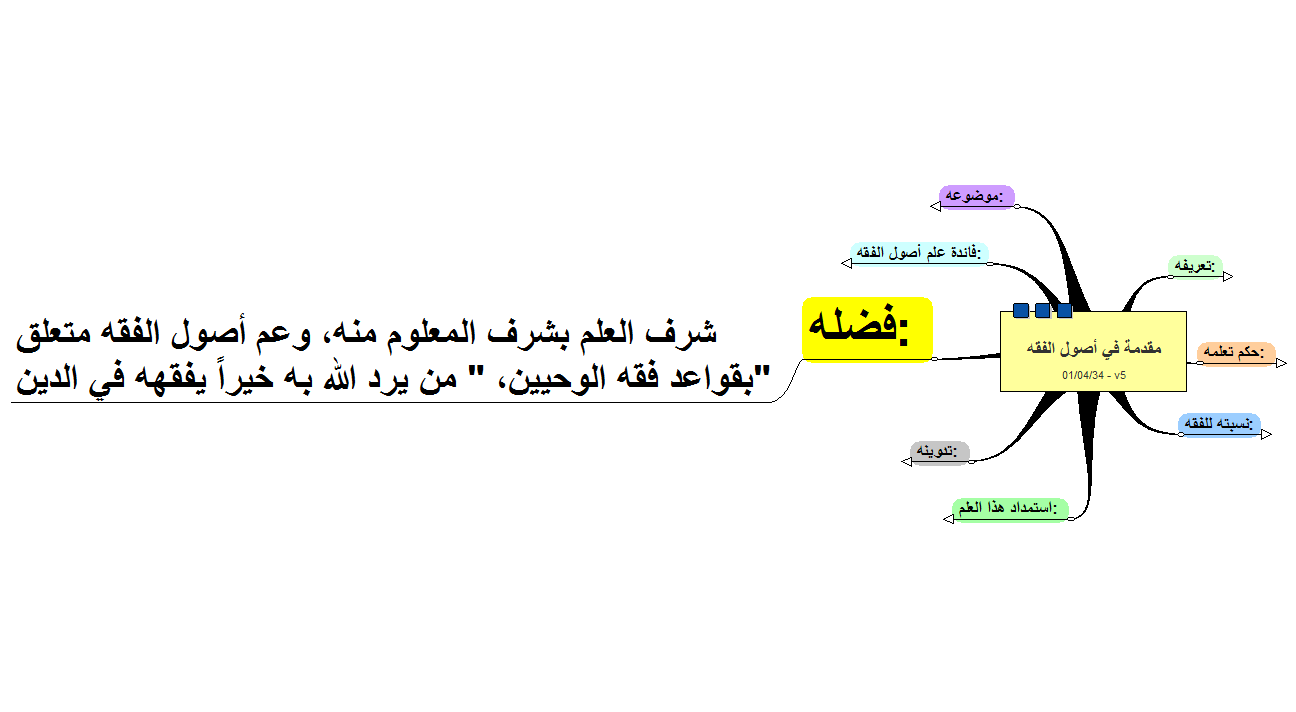 مقدمة في أصول الفقه
01/04/34 - v5
تعريفه:
حكم تعلمه:
نسبته للفقه:
موضوعه:
فائدة علم أصول الفقه:
فضله:
شرف العلم بشرف المعلوم منه، وعم أصول الفقه متعلق
بقواعد فقه الوحيين، " من يرد الله به خيراً يفقهه في الدين"
تدوينه:
استمداد هذا العلم: